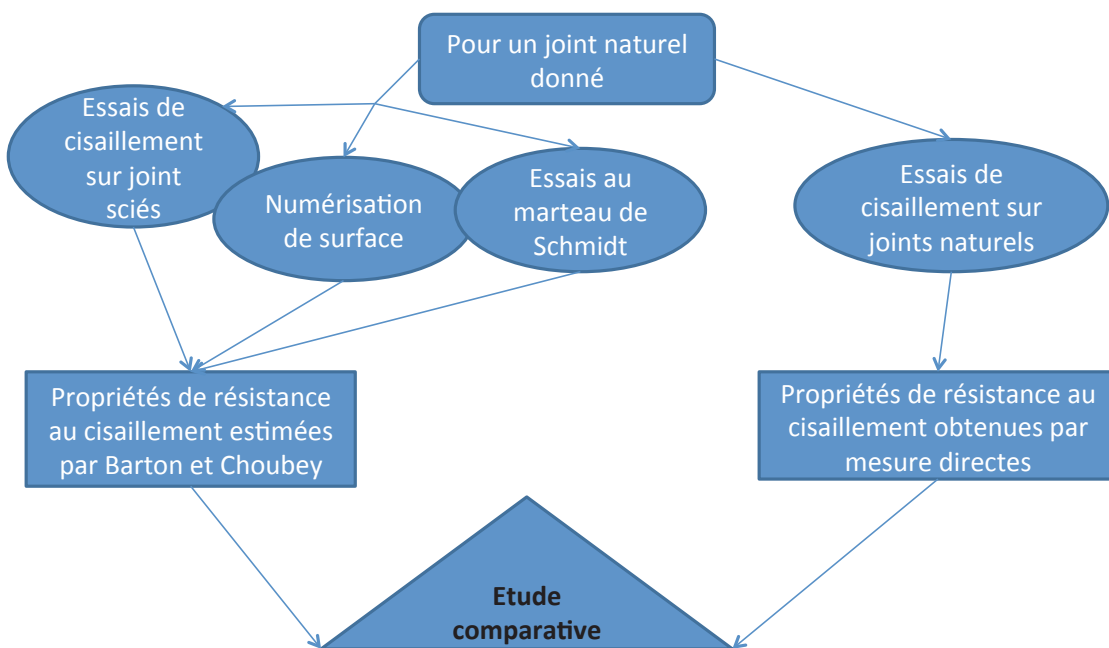 Pour un joint naturel
donné
Essais de
cisaillement
sur joint
sciés
Numérisation
de surface
Essais au
marteau de
Schmidt
Essais de
cisaillement sur
joints naturels
Propriétés de résistance
au cisaillement estimées
par Barton et Choubey
Propriétés de résistance au
cisaillement obtenues par
mesure directes
Etude
comparative